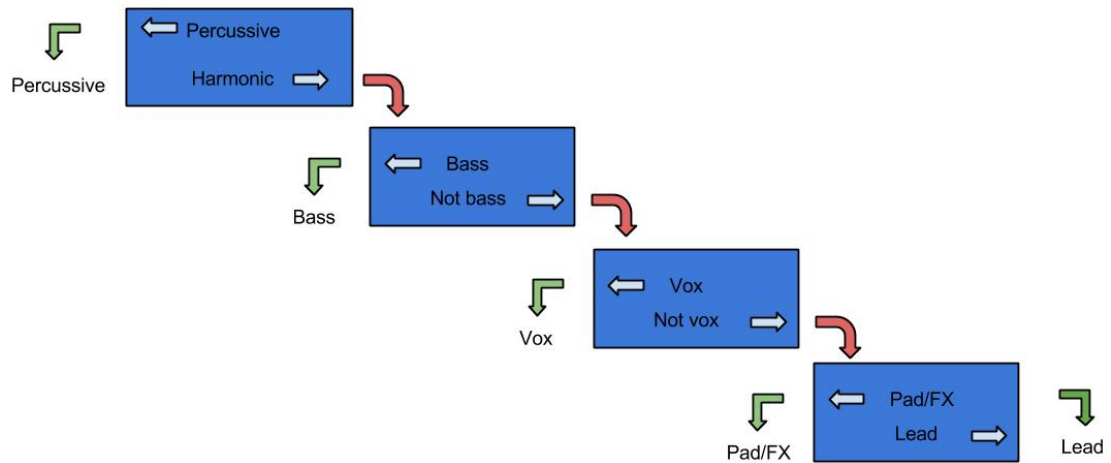 Percussive
Harmonic
Percussive
Bass
Not bass
Bass
Vox
Not vox
Vox
Pad/FX
Lead
Pad/FX
Lead